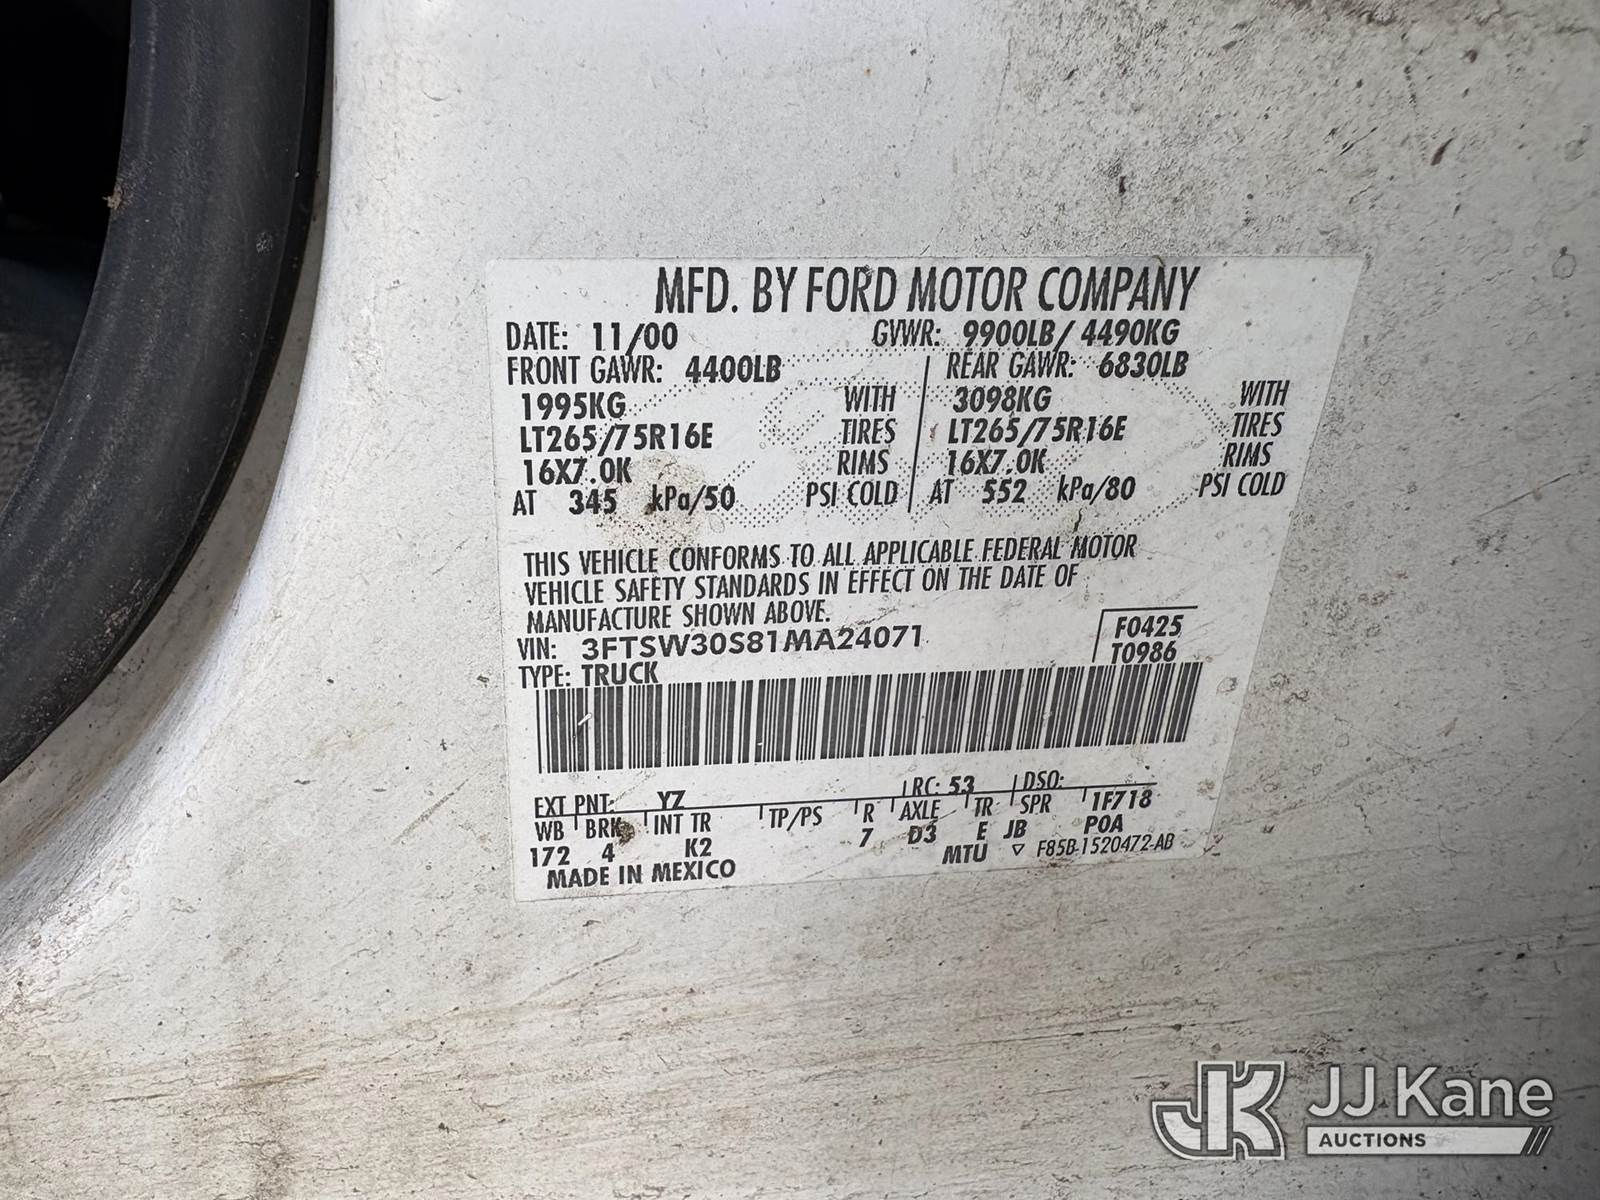 MFD. BY FORD MOTOR COMPANY
DATE: 11/00 GVWR: 9900LB/ 4490KG
FRONT GAWR: 4400LB REAR GAWR: 6830LB
1995KG WITH 3098KG WITH
LT265/75R16E TIRES LT265/75R16E TIRES
16X7.0K RIMS 16X7.0K RIMS
AT 345 kPa/50 PSI COLD AT 552 kPa/80 PSI COLD
THIS VEHICLE CONFORMS TO ALL APPLICABLE FEDERAL MOTOR
VEHICLE SAFETY STANDARDS IN EFFECT ON THE DATE OF
MANUFACTURE SHOWN ABOVE.
VIN: 3FTSW30S81MA24071 F0425
TYPE: TRUCK T0986
EXT PNT: YZ RC: 53 DSO:
WB BRK INT TR TP/PS R AXLE TR SPR 1F718
172 4 K2 7 D3 E JB POA
MADE IN MEXICO MTU ▽ F85B-1520472-AB
JK JJ Kane
AUCTIONS